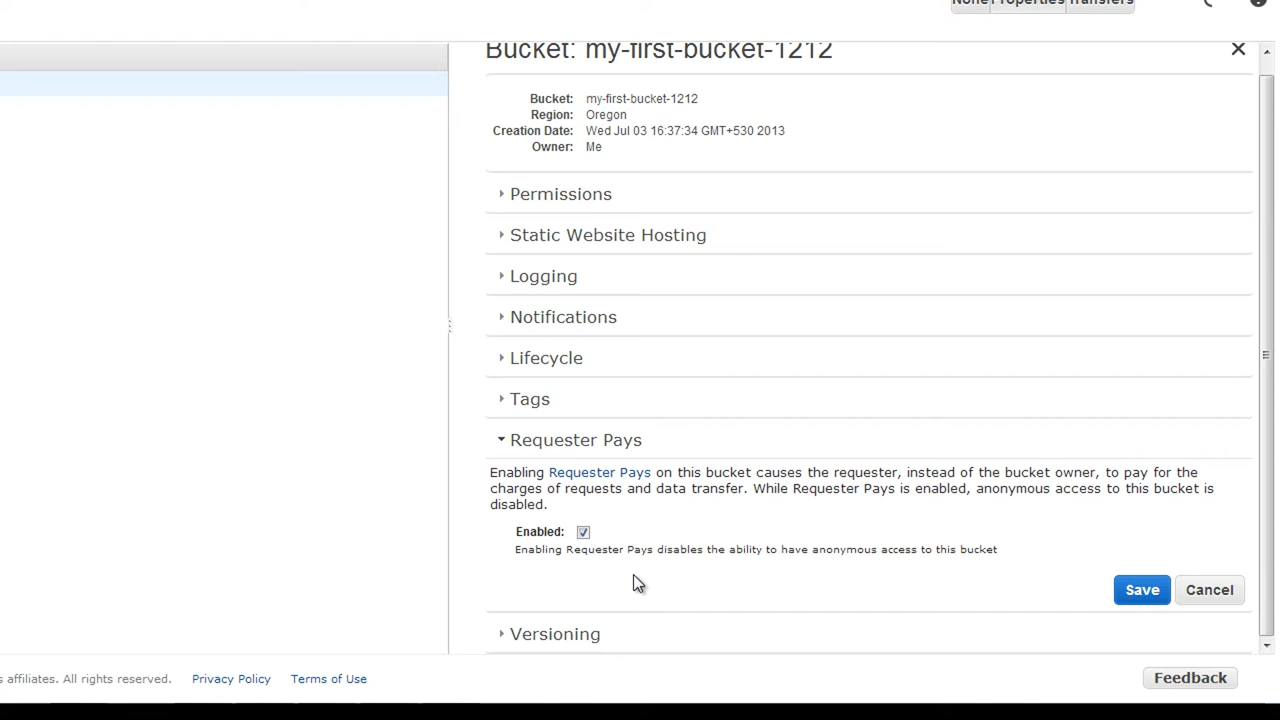 None Properties Transfers
Bucket: my-first-bucket-1212
Bucket: my-first-bucket-1212
Region: Oregon
Creation Date: Wed Jul 03 16:37:34 GMT+530 2013
Owner: Me
Permissions
Static Website Hosting
Logging
Notifications
Lifecycle
Tags
Requester Pays
Enabling Requester Pays on this bucket causes the requester, instead of the bucket owner, to pay for the
charges of requests and data transfer. While Requester Pays is enabled, anonymous access to this bucket is
disabled.
Enabled:
Enabling Requester Pays disables the ability to have anonymous access to this bucket
Save Cancel
Versioning
s affiliates. All rights reserved. Privacy Policy Terms of Use Feedback